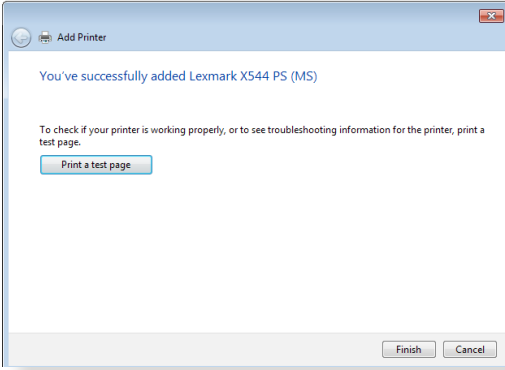 Add Printer
You've successfully added Lexmark X544 PS (MS)
To check if your printer is working properly, or to see troubleshooting information for the printer, print a
test page.
Print a test page
Finish Cancel